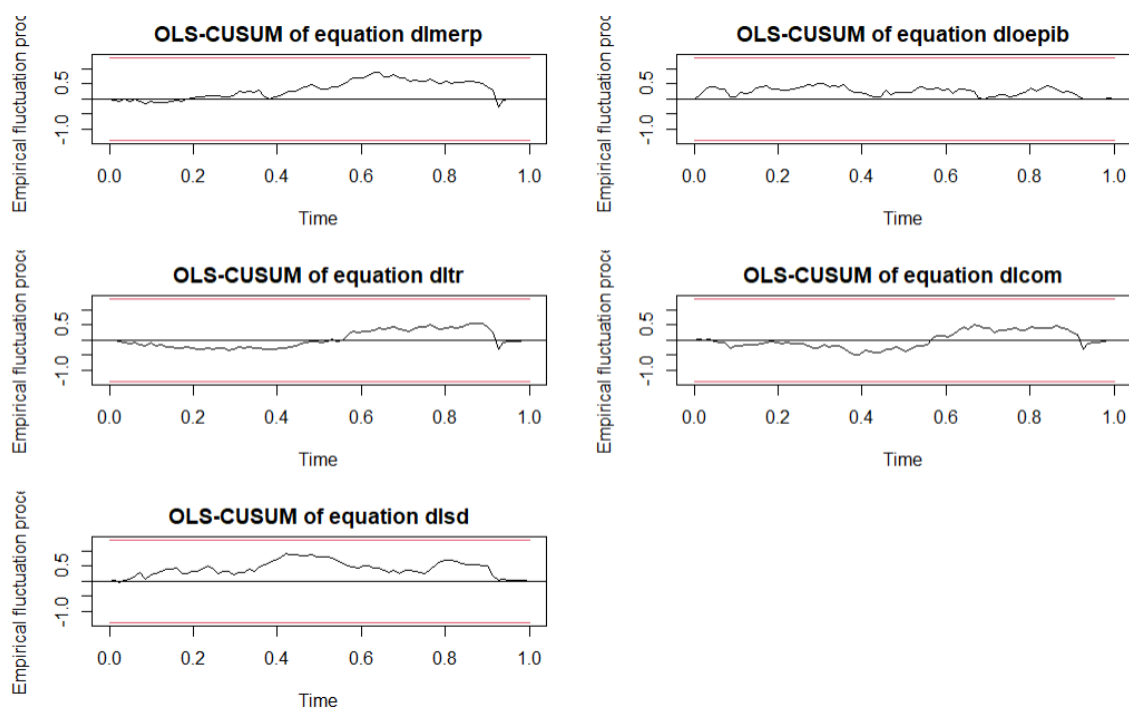 OLS-CUSUM of equation dlmerp
Empirical fluctuation proc
0.5
-1.0
0.0 0.2 0.4 0.6 0.8 1.0
Time
OLS-CUSUM of equation dloepib
Empirical fluctuation proc
0.5
-1.0
0.0 0.2 0.4 0.6 0.8 1.0
Time
OLS-CUSUM of equation dltr
Empirical fluctuation proce
0.5
-1.0
0.0 0.2 0.4 0.6 0.8 1.0
Time
OLS-CUSUM of equation dlcom
Empirical fluctuation proce
0.5
-1.0
0.0 0.2 0.4 0.6 0.8 1.0
Time
OLS-CUSUM of equation dlsd
Empirical fluctuation proce
0.5
-1.0
0.0 0.2 0.4 0.6 0.8 1.0
Time